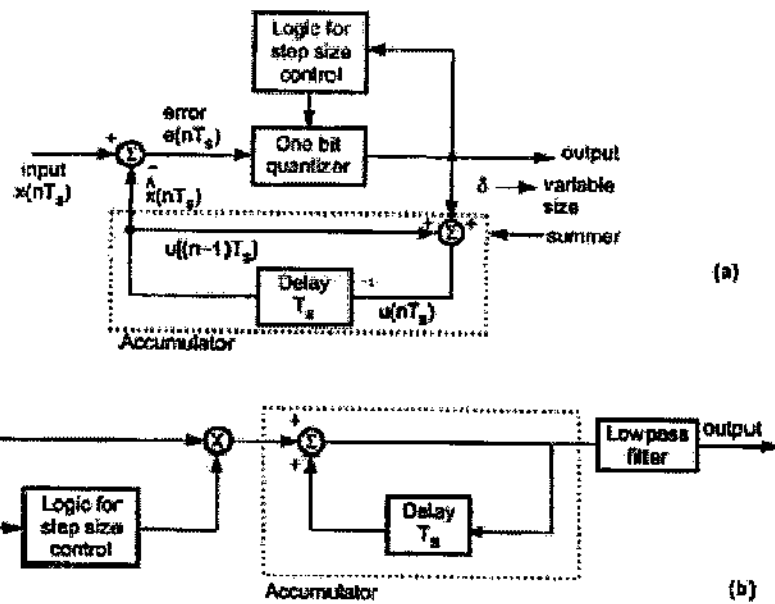 Logic for
step size
control
error
e(nTs)
+
Σ
One bit
quantizer
output
input
x(nTs)
^
x(nTs)
δ → variable
size
+
Σ
+
summer
u[(n–1)Ts]
(a)
Delay
Ts
u(nTs)
Accumulator
X
+
Σ
+
Lowpass
filter
output
Logic for
step size
control
Delay
Ts
Accumulator
(b)